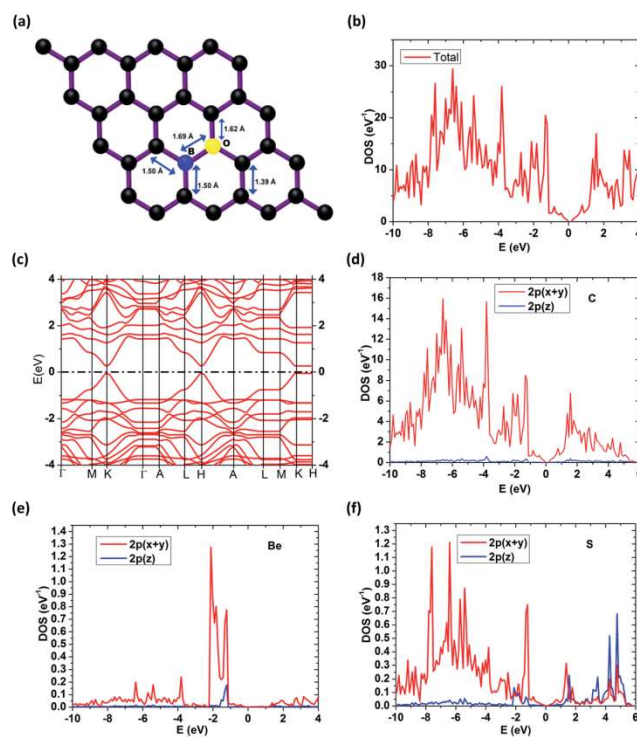 (a)
B
O
1.69 Å
1.62 Å
1.50 Å
1.50 Å
1.39 Å
(b)
Total
DOS (eV⁻¹)
30
20
10
0
-10 -8 -6 -4 -2 0 2 4
E (eV)
(c)
E(eV)
4
2
0
-2
-4
4
2
0
-2
-4
Γ M K Γ A L H A L M K H
(d)
2p(x+y)
2p(z)
C
DOS (eV⁻¹)
18
16
14
12
10
8
6
4
2
0
-10 -8 -6 -4 -2 0 2 4 6
E (eV)
(e)
2p(x+y)
2p(z)
Be
DOS (eV⁻¹)
1.4
1.3
1.2
1.1
1.0
0.9
0.8
0.7
0.6
0.5
0.4
0.3
0.2
0.1
0.0
-10 -8 -6 -4 -2 0 2 4
E (eV)
(f)
2p(x+y)
2p(z)
S
DOS (eV⁻¹)
1.3
1.2
1.1
1.0
0.9
0.8
0.7
0.6
0.5
0.4
0.3
0.2
0.1
0.0
-10 -8 -6 -4 -2 0 2 4 6
E (eV)